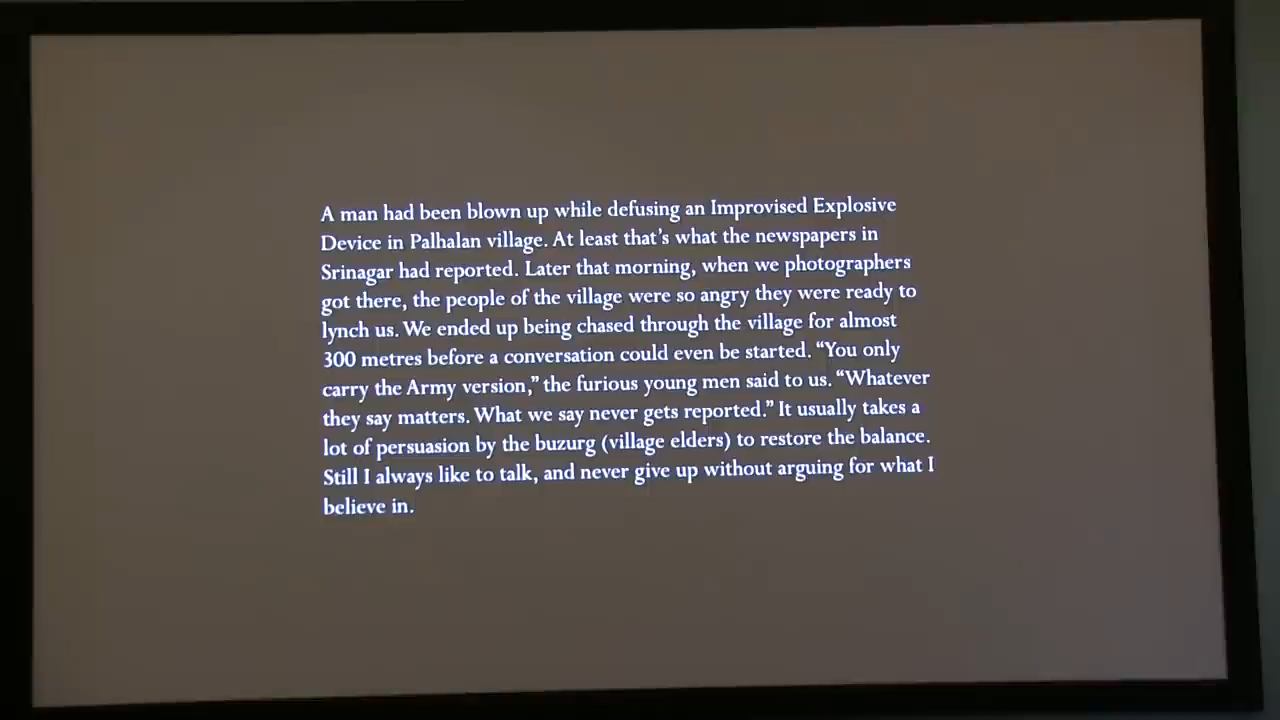 A man had been blown up while defusing an Improvised Explosive
Device in Palhalan village. At least that’s what the newspapers in
Srinagar had reported. Later that morning, when we photographers
got there, the people of the village were so angry they were ready to
lynch us. We ended up being chased through the village for almost
300 metres before a conversation could even be started. “You only
carry the Army version,” the furious young men said to us. “Whatever
they say matters. What we say never gets reported.” It usually takes a
lot of persuasion by the buzurg (village elders) to restore the balance.
Still I always like to talk, and never give up without arguing for what I
believe in.